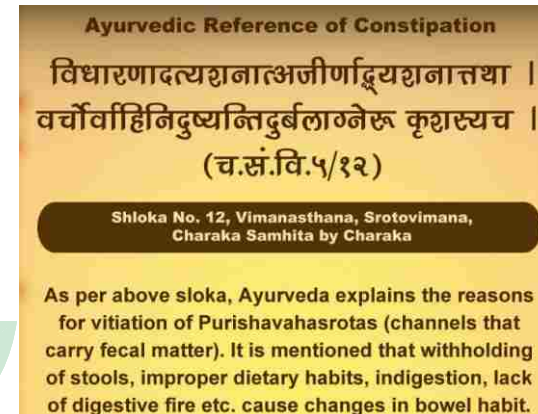 Ayurvedic Reference of Constipation
विधारणादत्यशनात्अजीर्णाद्ध्यशनात्तथा |
वर्चोर्वाहिनिदुष्यन्तिदुर्बलाग्नेरू कृशस्यच |
(च.सं.वि.५/१२)
Shloka No. 12, Vimanasthana, Srotovimana,
Charaka Samhita by Charaka
As per above sloka, Ayurveda explains the reasons
for vitiation of Purishavahasrotas (channels that
carry fecal matter). It is mentioned that withholding
of stools, improper dietary habits, indigestion, lack
of digestive fire etc. cause changes in bowel habit.